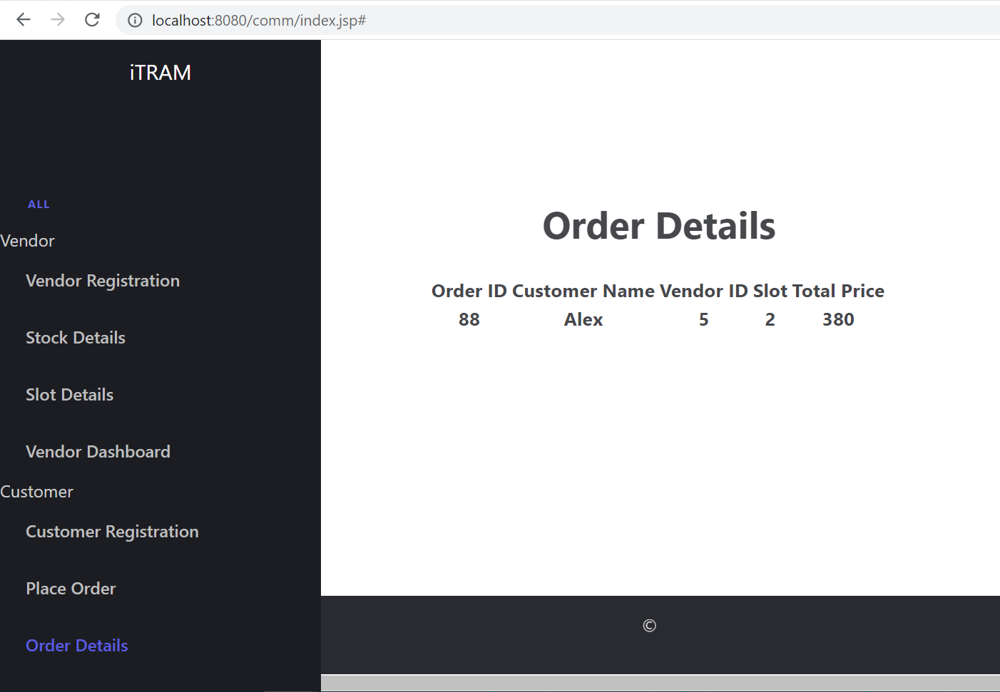 localhost:8080/comm/index.jsp#
iTRAM
ALL
Vendor
Vendor Registration
Stock Details
Slot Details
Vendor Dashboard
Customer
Customer Registration
Place Order
Order Details
Order Details
Order ID Customer Name Vendor ID Slot Total Price
88 Alex 5 2 380
©